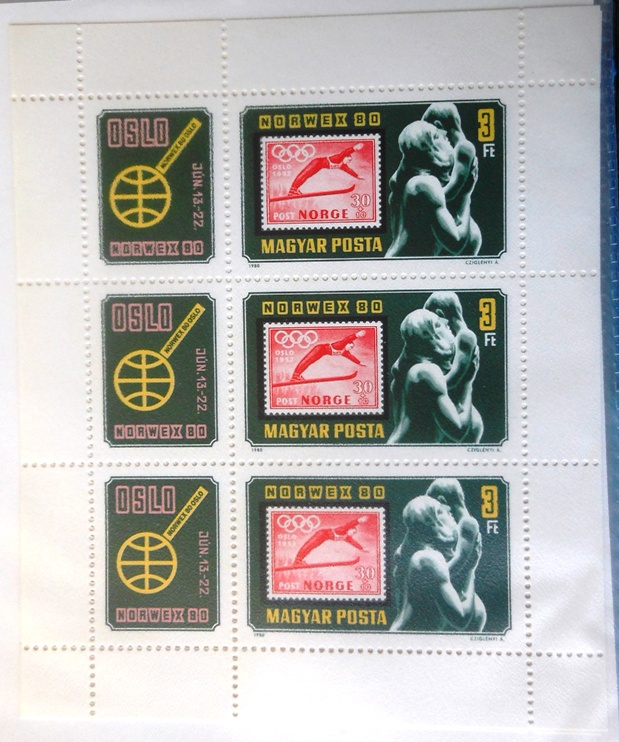 OSLO
NORWEX 80 OSLO
JÚN. 13.-22.
NORWEX 80
NORWEX 80
3
Ft
OSLO
1952
30
POST NORGE
MAGYAR POSTA
1980
CZIGLÉNYI Á.
OSLO
NORWEX 80 OSLO
JÚN. 13.-22.
NORWEX 80
NORWEX 80
3
Ft
OSLO
1952
30
POST NORGE
MAGYAR POSTA
1980
CZIGLÉNYI Á.
OSLO
NORWEX 80 OSLO
JÚN. 13.-22.
NORWEX 80
NORWEX 80
3
Ft
OSLO
1952
30
POST NORGE
MAGYAR POSTA
1980
CZIGLÉNYI Á.